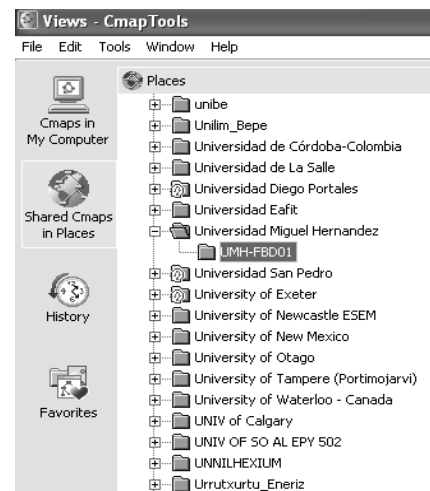 Views - CmapTools
File Edit Tools Window Help
Cmaps in
My Computer
Shared Cmaps
in Places
History
Favorites
Places
unibe
Unilim_Bepe
Universidad de Córdoba-Colombia
Universidad de La Salle
Universidad Diego Portales
Universidad Eafit
Universidad Miguel Hernandez
UMH-FBD01
Universidad San Pedro
University of Exeter
University of Newcastle ESEM
University of New Mexico
University of Otago
University of Tampere (Portimojarvi)
University of Waterloo - Canada
UNIV of Calgary
UNIV OF SO AL EPY 502
UNNILHEXIUM
Urrutxurtu_Eneriz